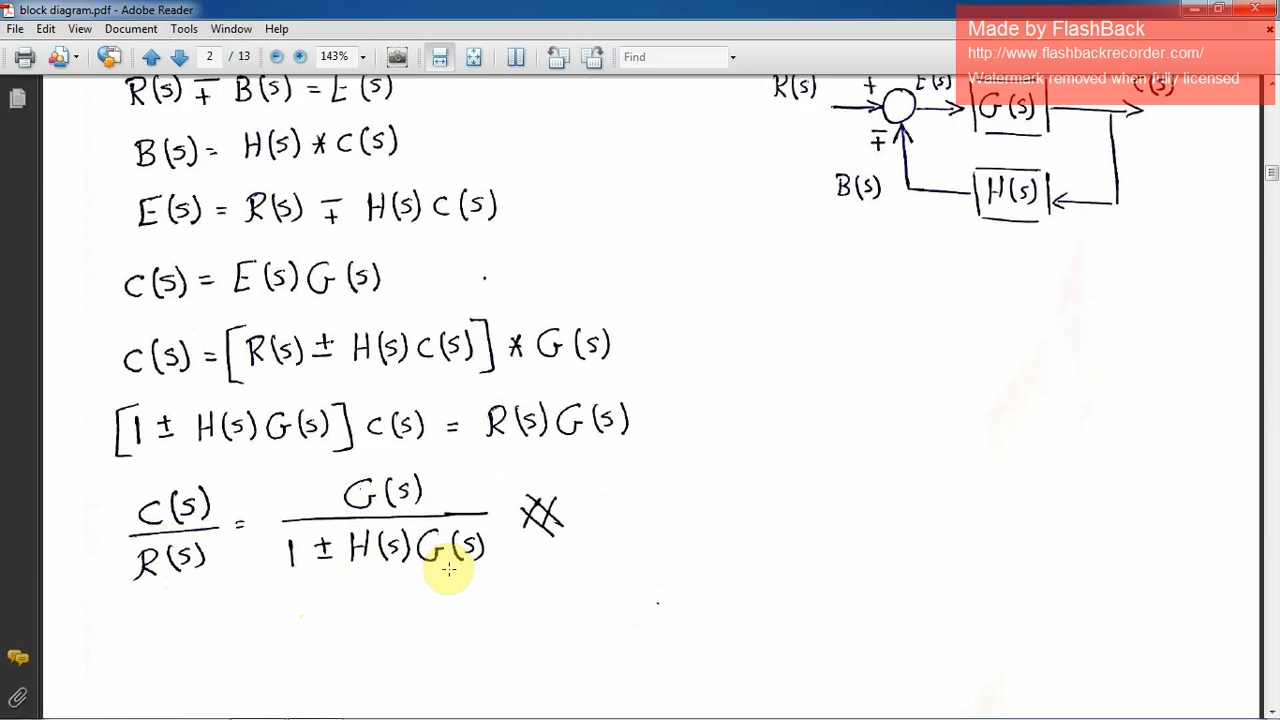 block diagram.pdf - Adobe Reader
File Edit View Document Tools Window Help
2 / 13 143% Find
Made by FlashBack
http://www.flashbackrecorder.com/
Watermark removed when fully licensed
R(s) ∓ B(s) = E(s)
B(s) = H(s) * C(s)
E(s) = R(s) ∓ H(s) C(s)
C(s) = E(s) G(s)
C(s) = [R(s) ± H(s) C(s)] * G(s)
[1 ± H(s) G(s)] C(s) = R(s) G(s)
C(s)/R(s) = G(s)/(1 ± H(s) G(s))
R(s) + E(s) G(s) C(s)
∓
B(s) H(s)